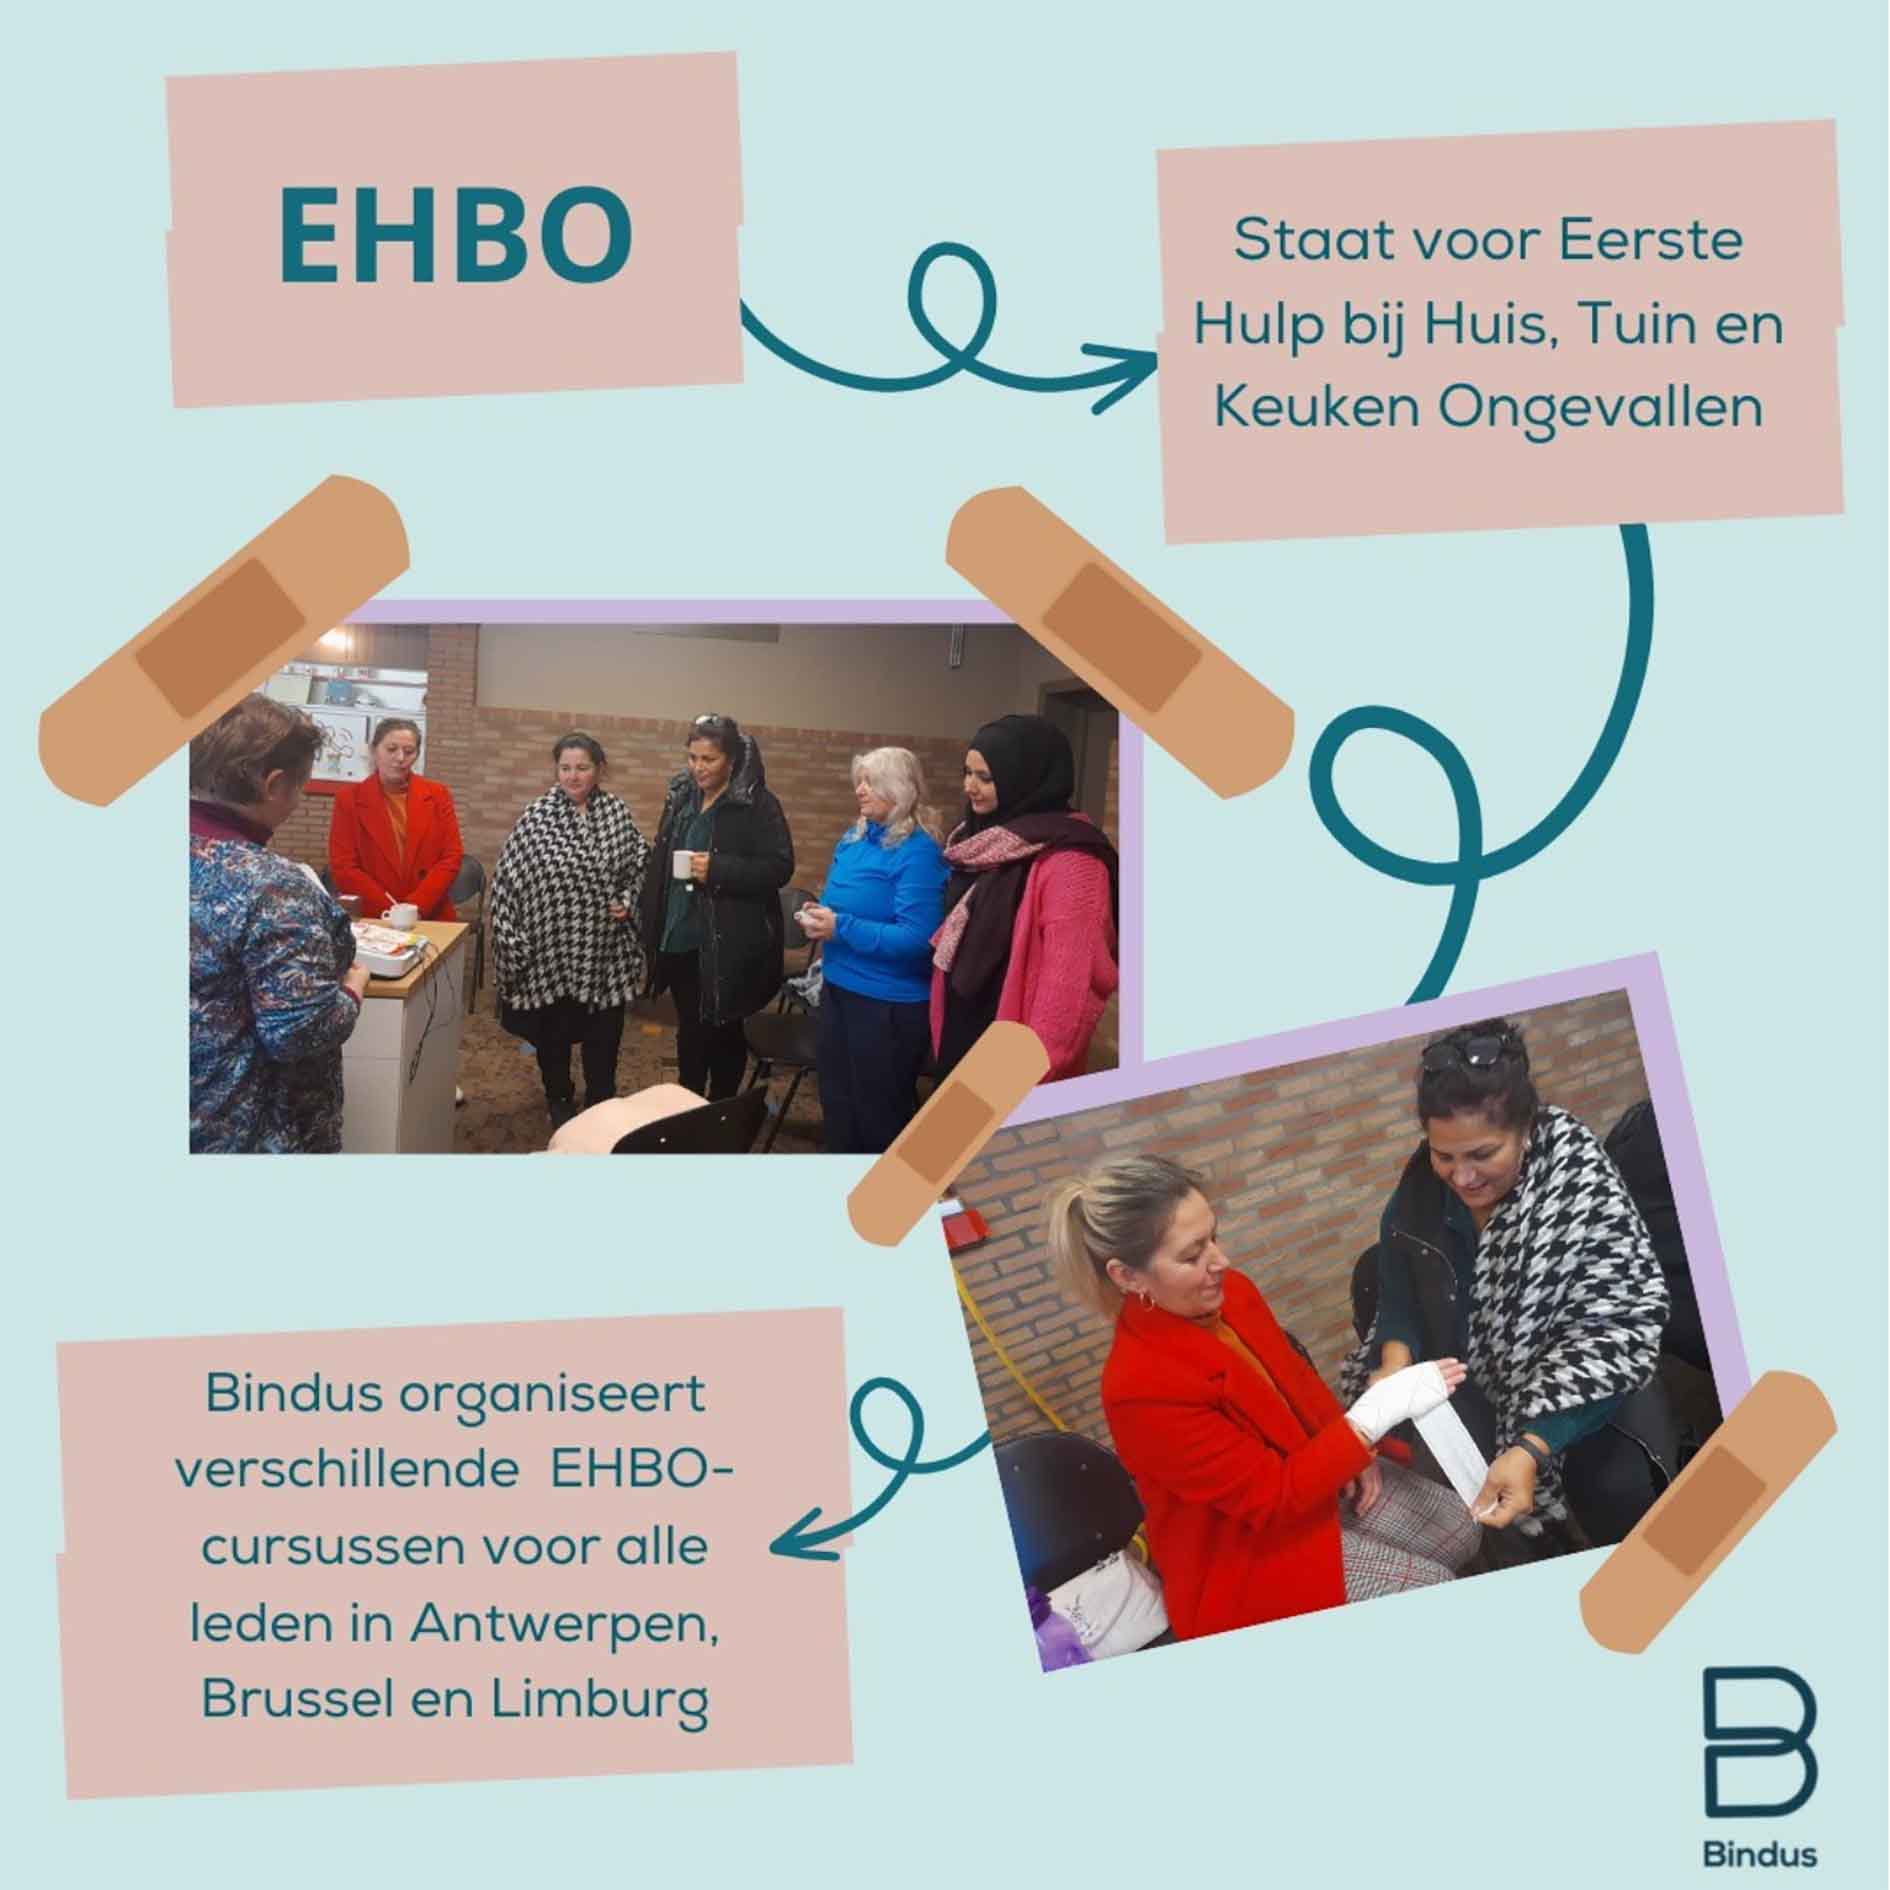 EHBO
Staat voor Eerste
Hulp bij Huis, Tuin en
Keuken Ongevallen
Bindus organiseert
verschillende EHBO-
cursussen voor alle
leden in Antwerpen,
Brussel en Limburg
Bindus